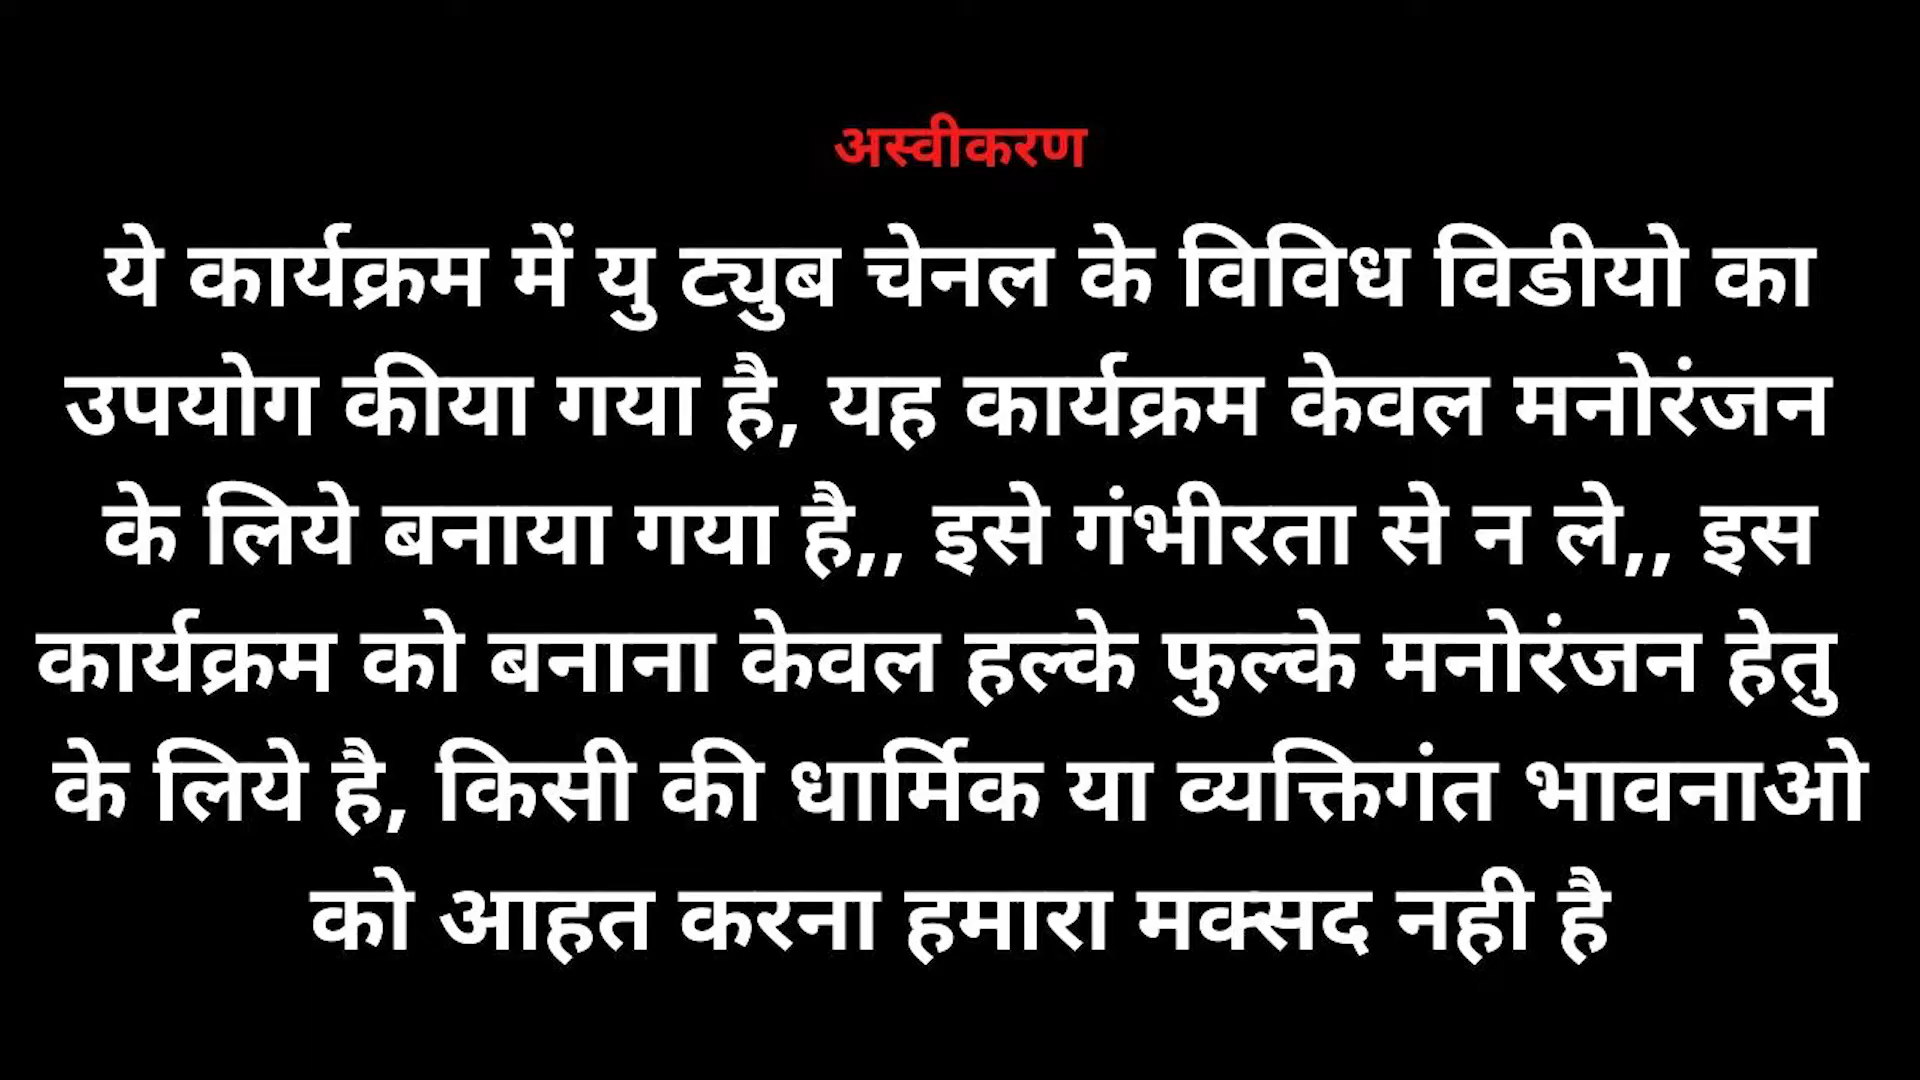 अस्वीकरण
ये कार्यक्रम में यु ट्युब चेनल के विविध विडीयो का
उपयोग कीया गया है, यह कार्यक्रम केवल मनोरंजन
के लिये बनाया गया है,, इसे गंभीरता से न ले,, इस
कार्यक्रम को बनाना केवल हल्के फुल्के मनोरंजन हेतु
के लिये है, किसी की धार्मिक या व्यक्तिगंत भावनाओ
को आहत करना हमारा मक्सद नही है